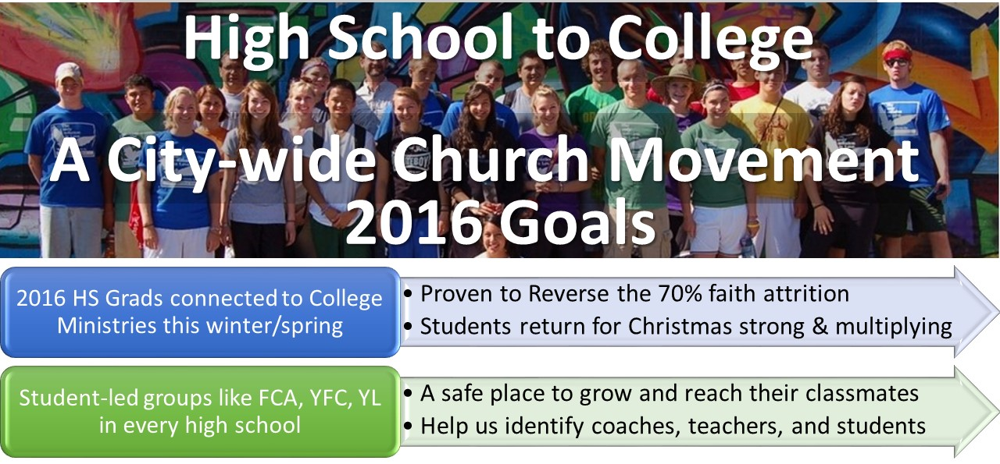 High School to College
A City-wide Church Movement
2016 Goals
2016 HS Grads connected to College
Ministries this winter/spring
• Proven to Reverse the 70% faith attrition
• Students return for Christmas strong & multiplying
Student-led groups like FCA, YFC, YL
in every high school
• A safe place to grow and reach their classmates
• Help us identify coaches, teachers, and students